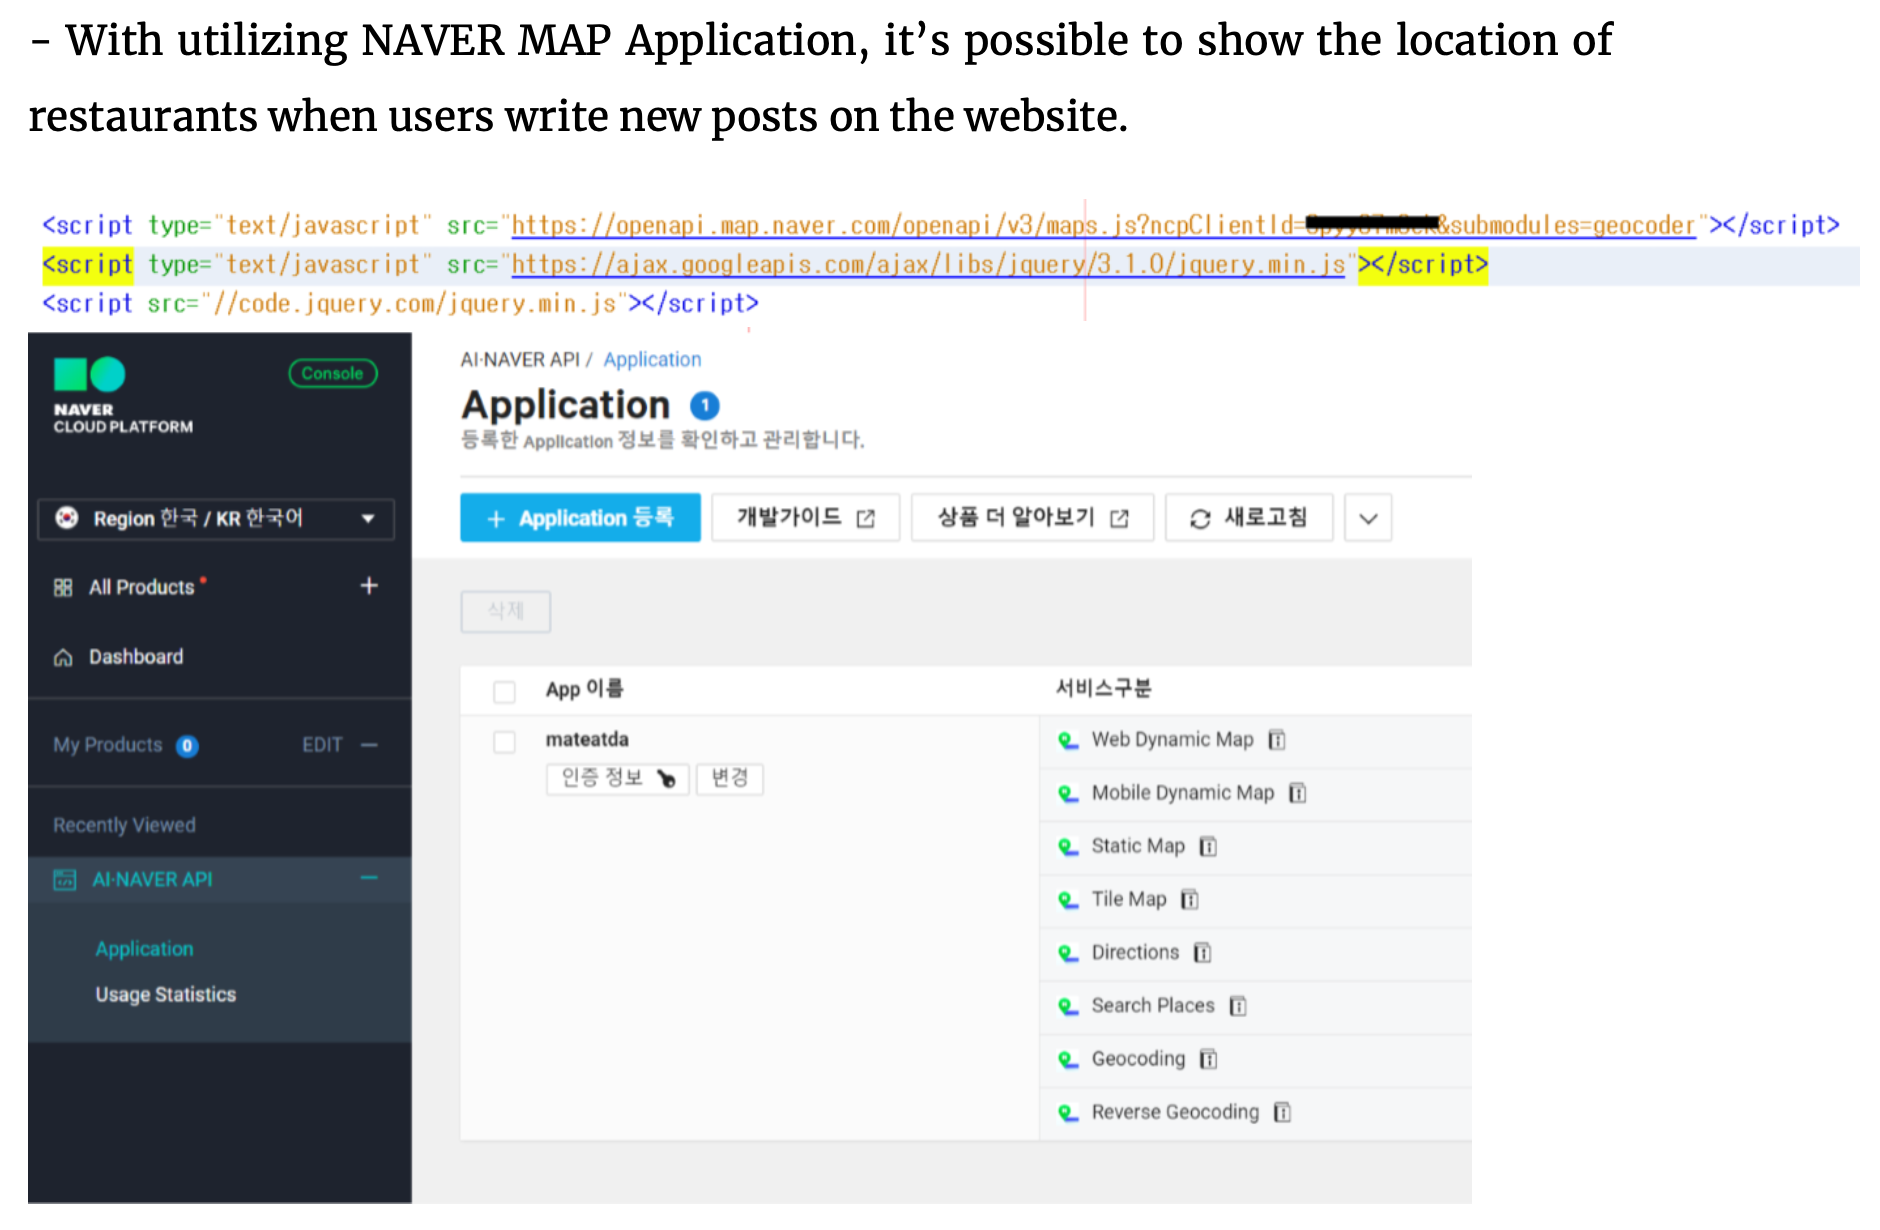 - With utilizing NAVER MAP Application, it’s possible to show the location of
restaurants when users write new posts on the website.
<script type="text/javascript" src="https://openapi.map.naver.com/openapi/v3/maps.js?ncpClientId=&submodules=geocoder"></script>
<script type="text/javascript" src="https://ajax.googleapis.com/ajax/libs/jquery/3.1.0/jquery.min.js"></script>
<script src="//code.jquery.com/jquery.min.js"></script>
NAVER
CLOUD PLATFORM
Console
Region 한국 / KR 한국어
All Products
Dashboard
My Products 0 EDIT
Recently Viewed
AI·NAVER API
Application
Usage Statistics
AI·NAVER API / Application
Application 1
등록한 Application 정보를 확인하고 관리합니다.
+ Application 등록 개발가이드 상품 더 알아보기 새로고침
삭제
App 이름 서비스구분
mateatda
인증 정보 변경
Web Dynamic Map
Mobile Dynamic Map
Static Map
Tile Map
Directions
Search Places
Geocoding
Reverse Geocoding